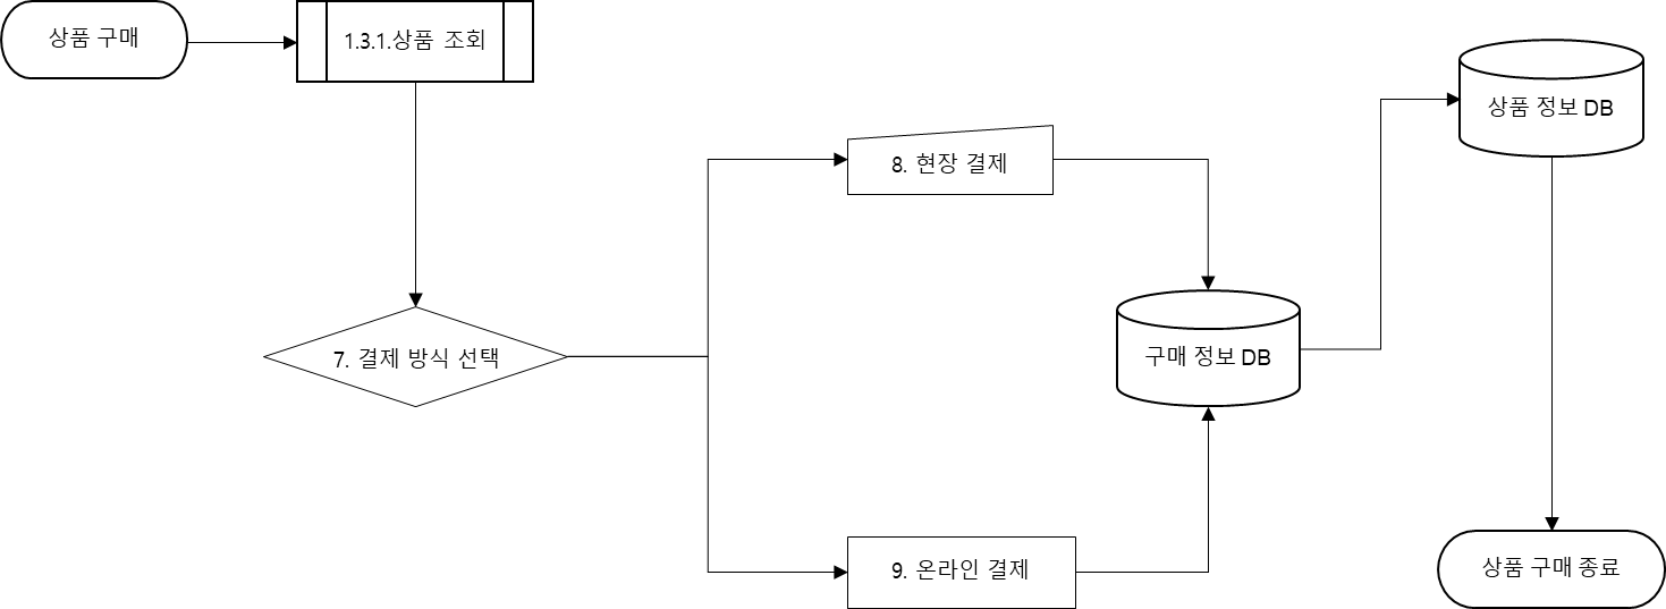 상품 구매
1.3.1.상품 조회
상품 정보 DB
8. 현장 결제
7. 결제 방식 선택
구매 정보 DB
9. 온라인 결제
상품 구매 종료